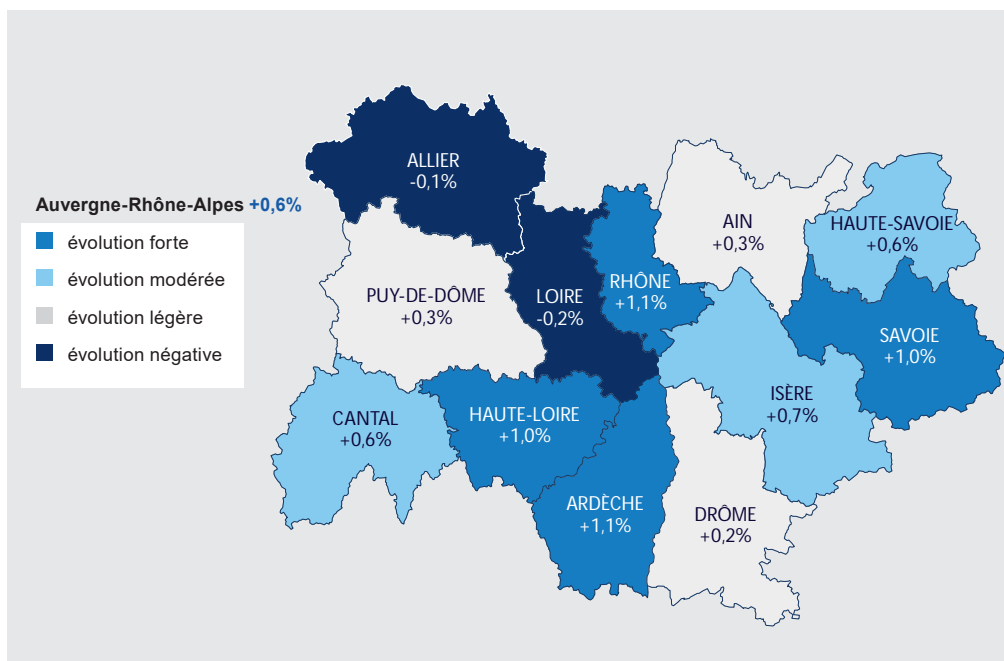 Auvergne-Rhône-Alpes +0,6%
évolution forte
évolution modérée
évolution légère
évolution négative
ALLIER
-0,1%
PUY-DE-DÔME
+0,3%
LOIRE
-0,2%
RHÔNE
+1,1%
AIN
+0,3%
HAUTE-SAVOIE
+0,6%
SAVOIE
+1,0%
ISÈRE
+0,7%
CANTAL
+0,6%
HAUTE-LOIRE
+1,0%
ARDÈCHE
+1,1%
DRÔME
+0,2%